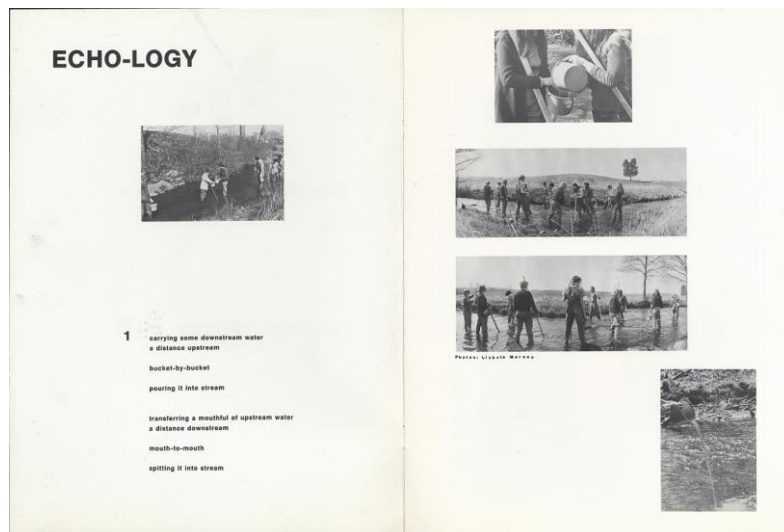 ECHO-LOGY
1
carrying some downstream water
a distance upstream
bucket-by-bucket
pouring it into stream
transferring a mouthful of upstream water
a distance downstream
mouth-to-mouth
spitting it into stream
Photos: Lizbeth Marano